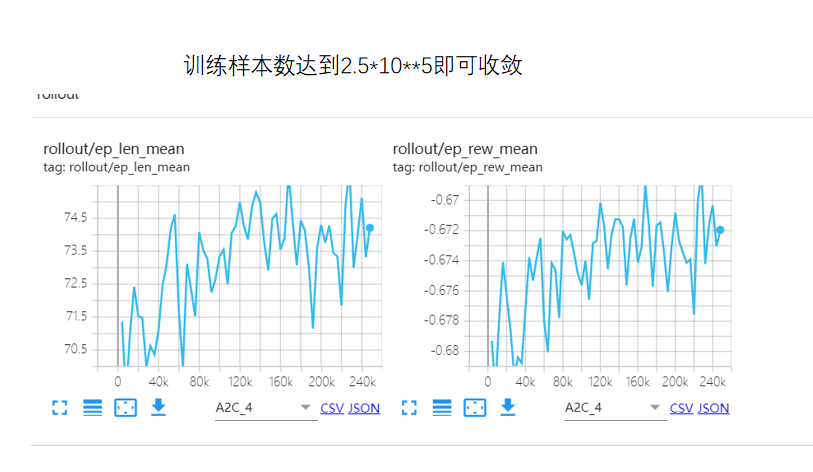 训练样本数达到2.5*10**5即可收敛
rollout
rollout/ep_len_mean
tag: rollout/ep_len_mean
74.5
73.5
72.5
71.5
70.5
0 40k 80k 120k 160k 200k 240k
A2C_4
CSV JSON
rollout/ep_rew_mean
tag: rollout/ep_rew_mean
-0.67
-0.672
-0.674
-0.676
-0.678
-0.68
0 40k 80k 120k 160k 200k 240k
A2C_4
CSV JSON